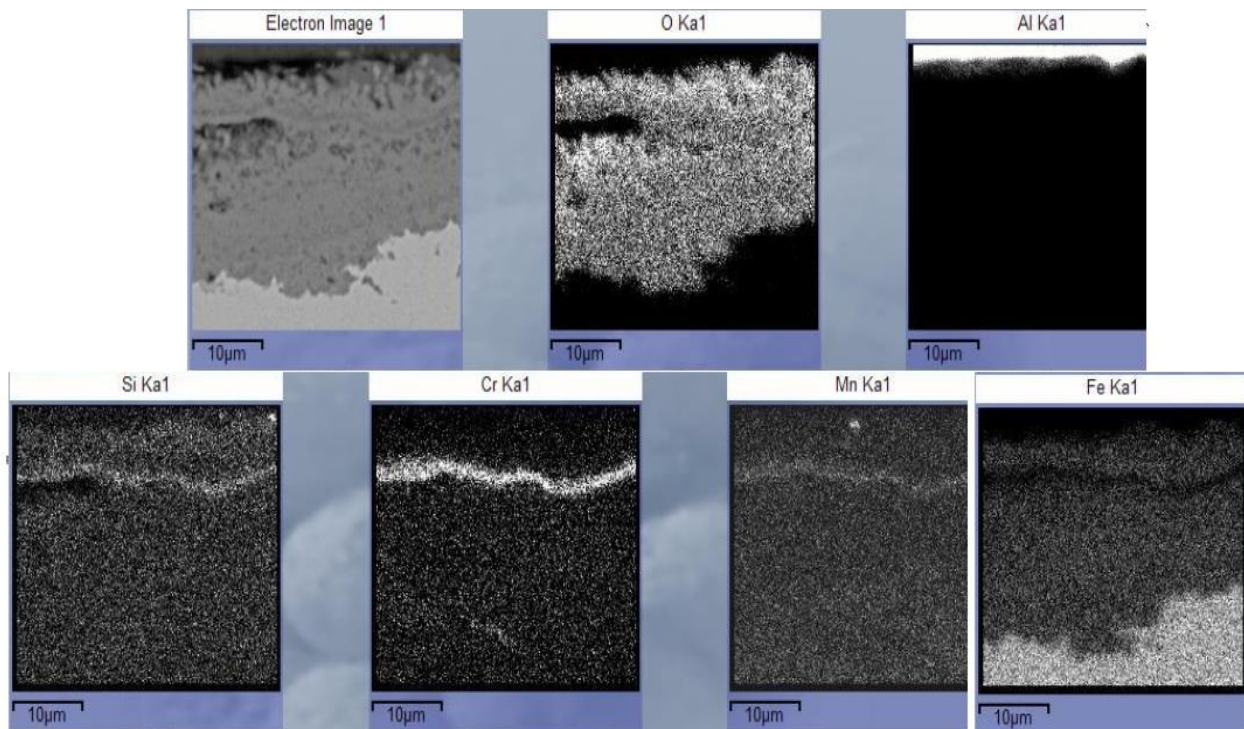 Electron Image 1
O Ka1
Al Ka1
10µm
10µm
10µm
Si Ka1
Cr Ka1
Mn Ka1
Fe Ka1
10µm
10µm
10µm
10µm